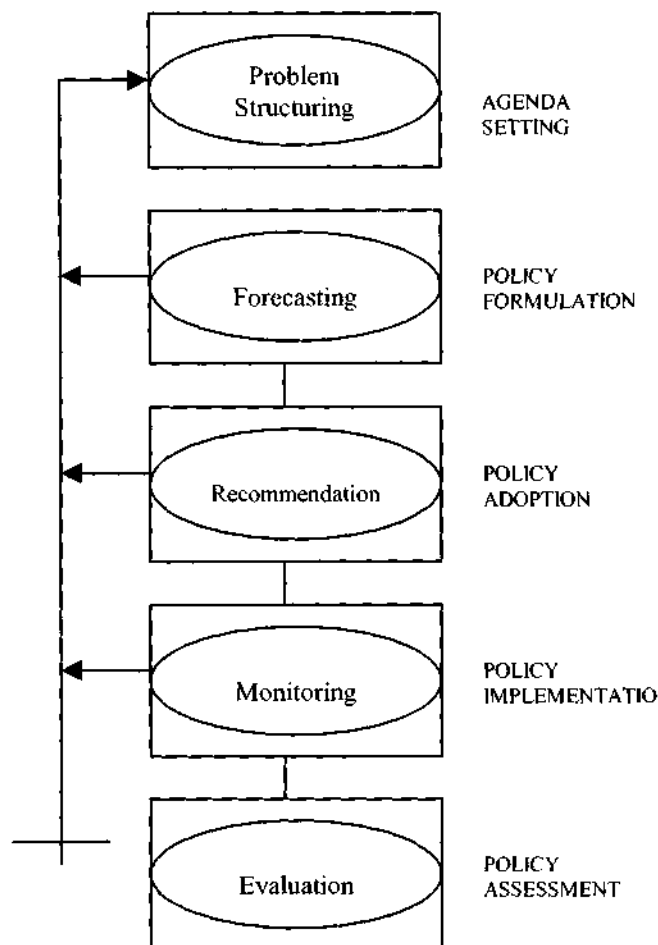 Problem
Structuring
AGENDA
SETTING
Forecasting
POLICY
FORMULATION
Recommendation
POLICY
ADOPTION
Monitoring
POLICY
IMPLEMENTATIO
Evaluation
POLICY
ASSESSMENT